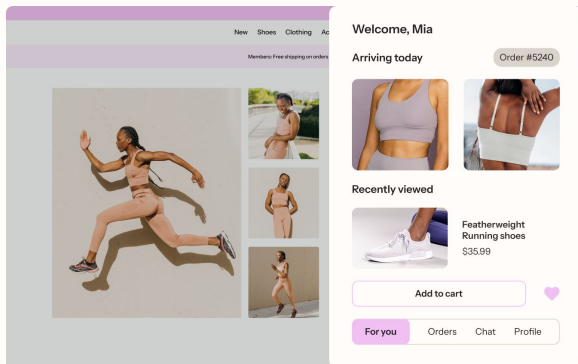 New Shoes Clothing
Members: Free shipping on orders
Welcome, Mia
Arriving today
Order #5240
Recently viewed
Featherweight
Running shoes
$35.99
Add to cart
For you Orders Chat Profile